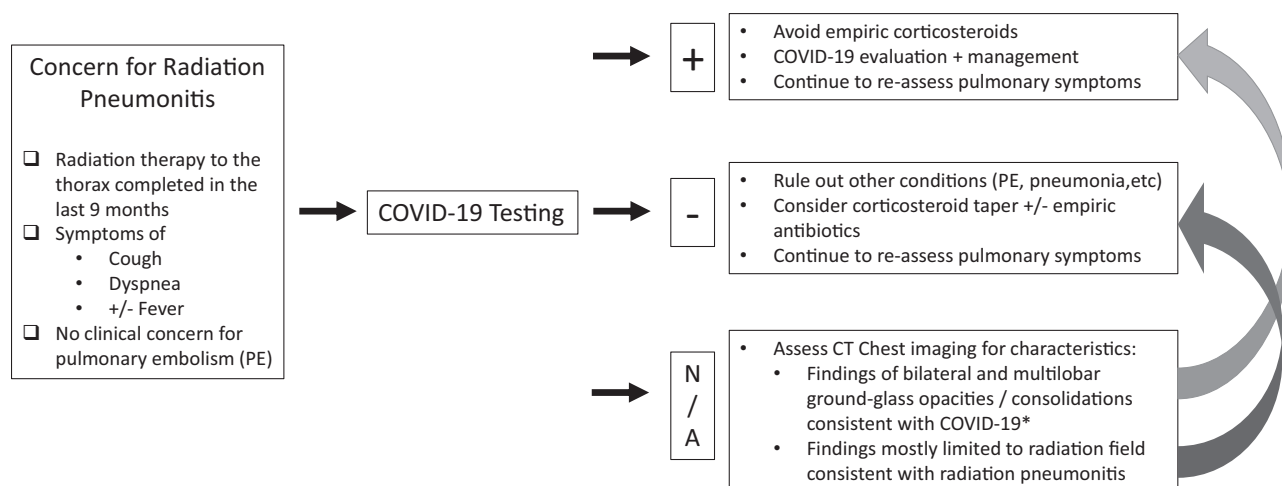 Concern for Radiation
Pneumonitis
❑ Radiation therapy to the
thorax completed in the
last 9 months
❑ Symptoms of
• Cough
• Dyspnea
• +/- Fever
❑ No clinical concern for
pulmonary embolism (PE)
COVID-19 Testing
+
• Avoid empiric corticosteroids
• COVID-19 evaluation + management
• Continue to re-assess pulmonary symptoms
-
• Rule out other conditions (PE, pneumonia,etc)
• Consider corticosteroid taper +/- empiric
antibiotics
• Continue to re-assess pulmonary symptoms
N
/
A
• Assess CT Chest imaging for characteristics:
• Findings of bilateral and multilobar
ground-glass opacities / consolidations
consistent with COVID-19*
• Findings mostly limited to radiation field
consistent with radiation pneumonitis